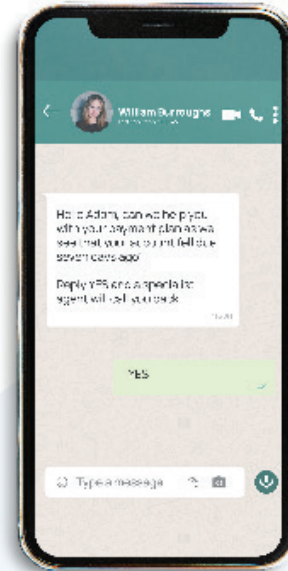 William Burroughs
Hello Adam, can we help you
with your payment plan as we
see that your account fell due
seven days ago?
Reply YES and a specialist
agent will call you back
YES
Type a message